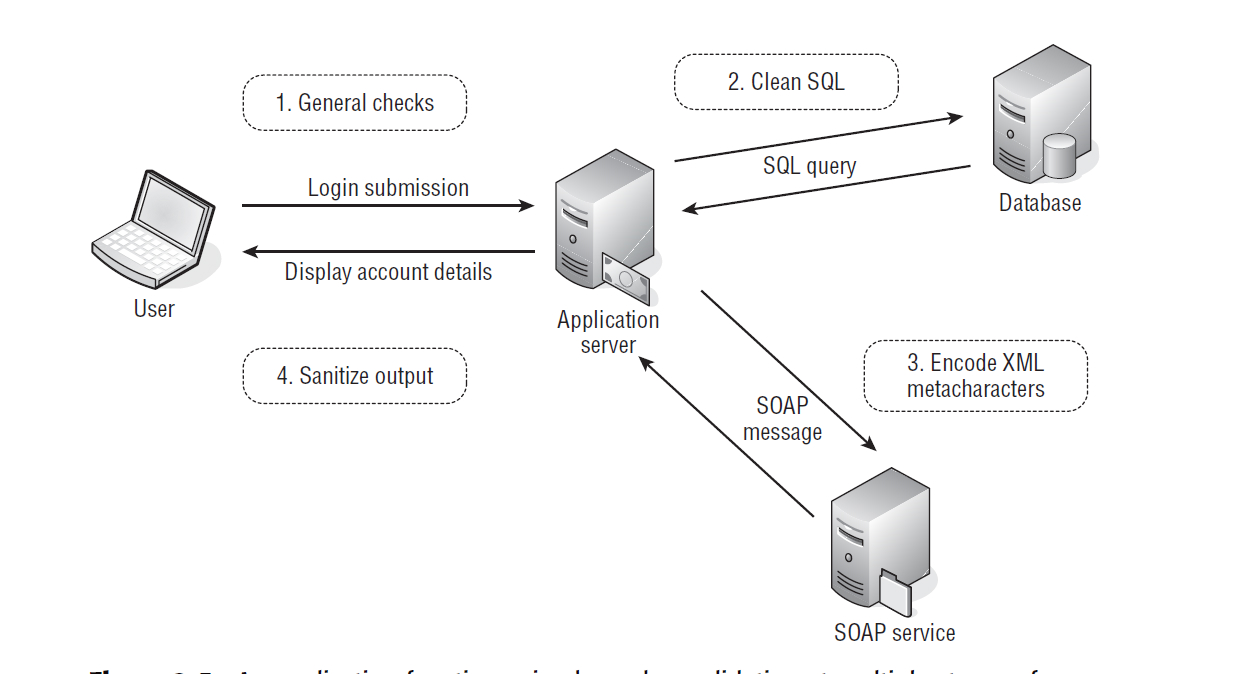 1. General checks
2. Clean SQL
Login submission
SQL query
Database
Display account details
User
Application
server
3. Encode XML
metacharacters
4. Sanitize output
SOAP
message
SOAP service